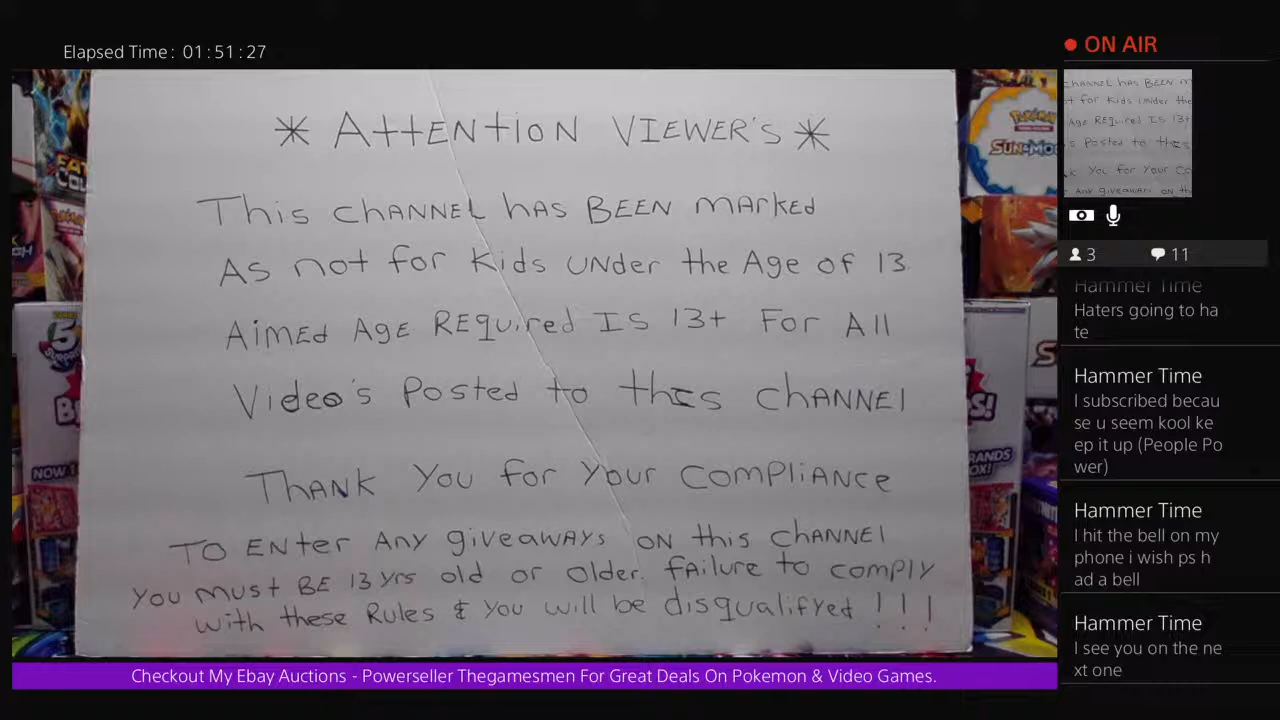 Elapsed Time: 01:51:27
ON AIR
* Attention Viewer's *
This channel has been marked
As not for Kids under the Age of 13
Aimed Age Required Is 13+ For All
Video's Posted to this channel
Thank You for Your Compliance
To Enter Any giveaways on this channel
You must BE 13 yrs old or older. failure to comply
with these Rules & You will be disqualifyed !!!
Checkout My Ebay Auctions - Powerseller Thegamesmen For Great Deals On Pokemon & Video Games.
SUN & MOO
NOW
BRANDS
BOX!
3
11
Hammer Time
Haters going to ha
te
Hammer Time
I subscribed becau
se u seem kool ke
ep it up (People Po
wer)
Hammer Time
I hit the bell on my
phone i wish ps h
ad a bell
Hammer Time
I see you on the ne
xt one